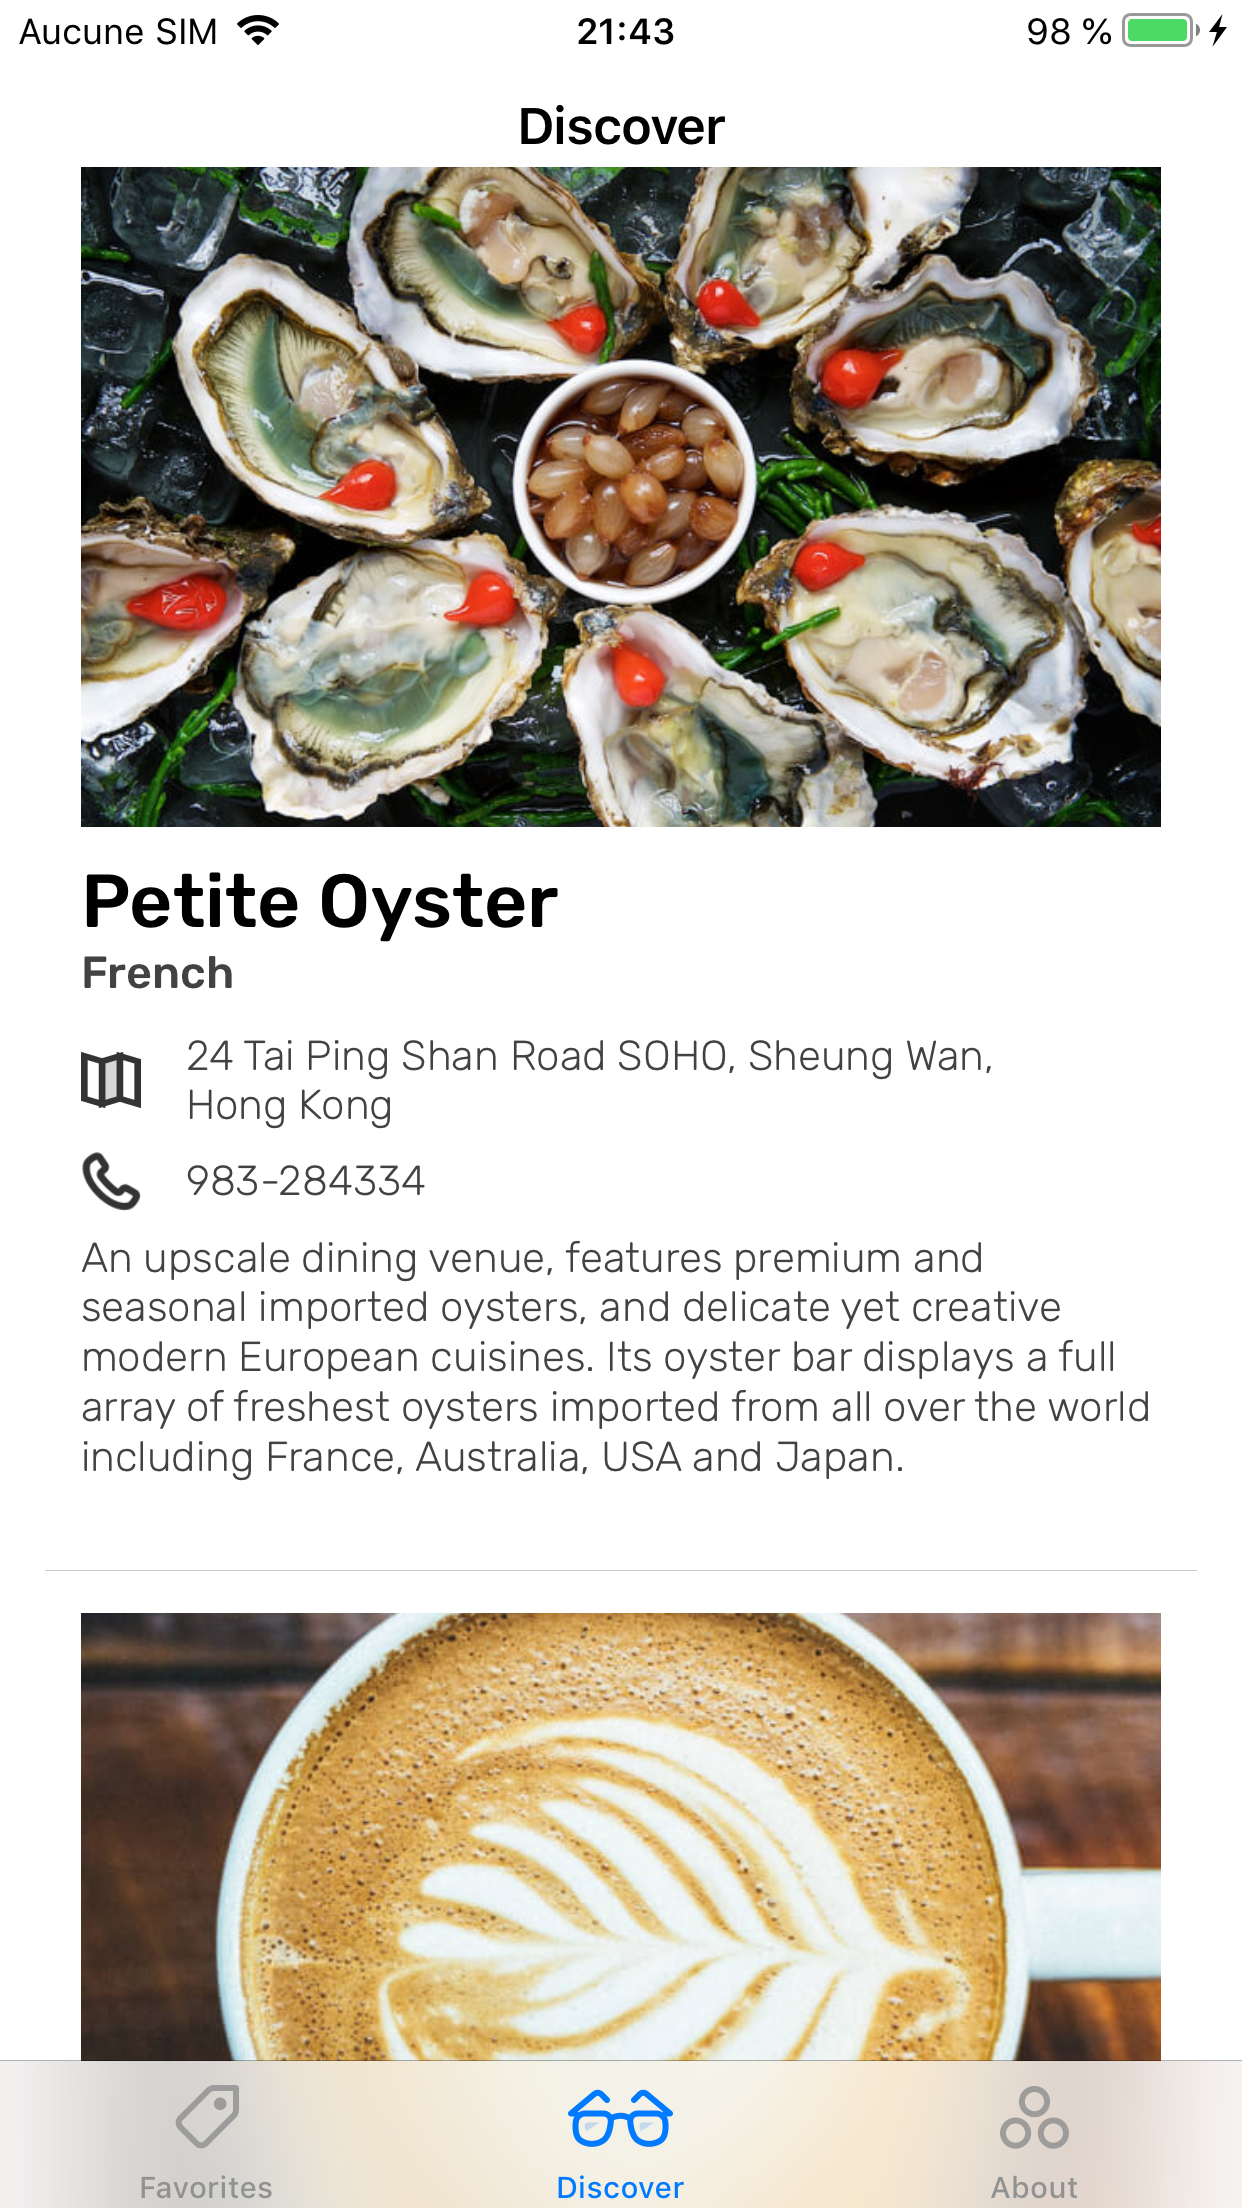 Aucune SIM 21:43 98 %
Discover
Petite Oyster
French
24 Tai Ping Shan Road SOHO, Sheung Wan,
Hong Kong
983-284334
An upscale dining venue, features premium and
seasonal imported oysters, and delicate yet creative
modern European cuisines. Its oyster bar displays a full
array of freshest oysters imported from all over the world
including France, Australia, USA and Japan.
Favorites Discover About